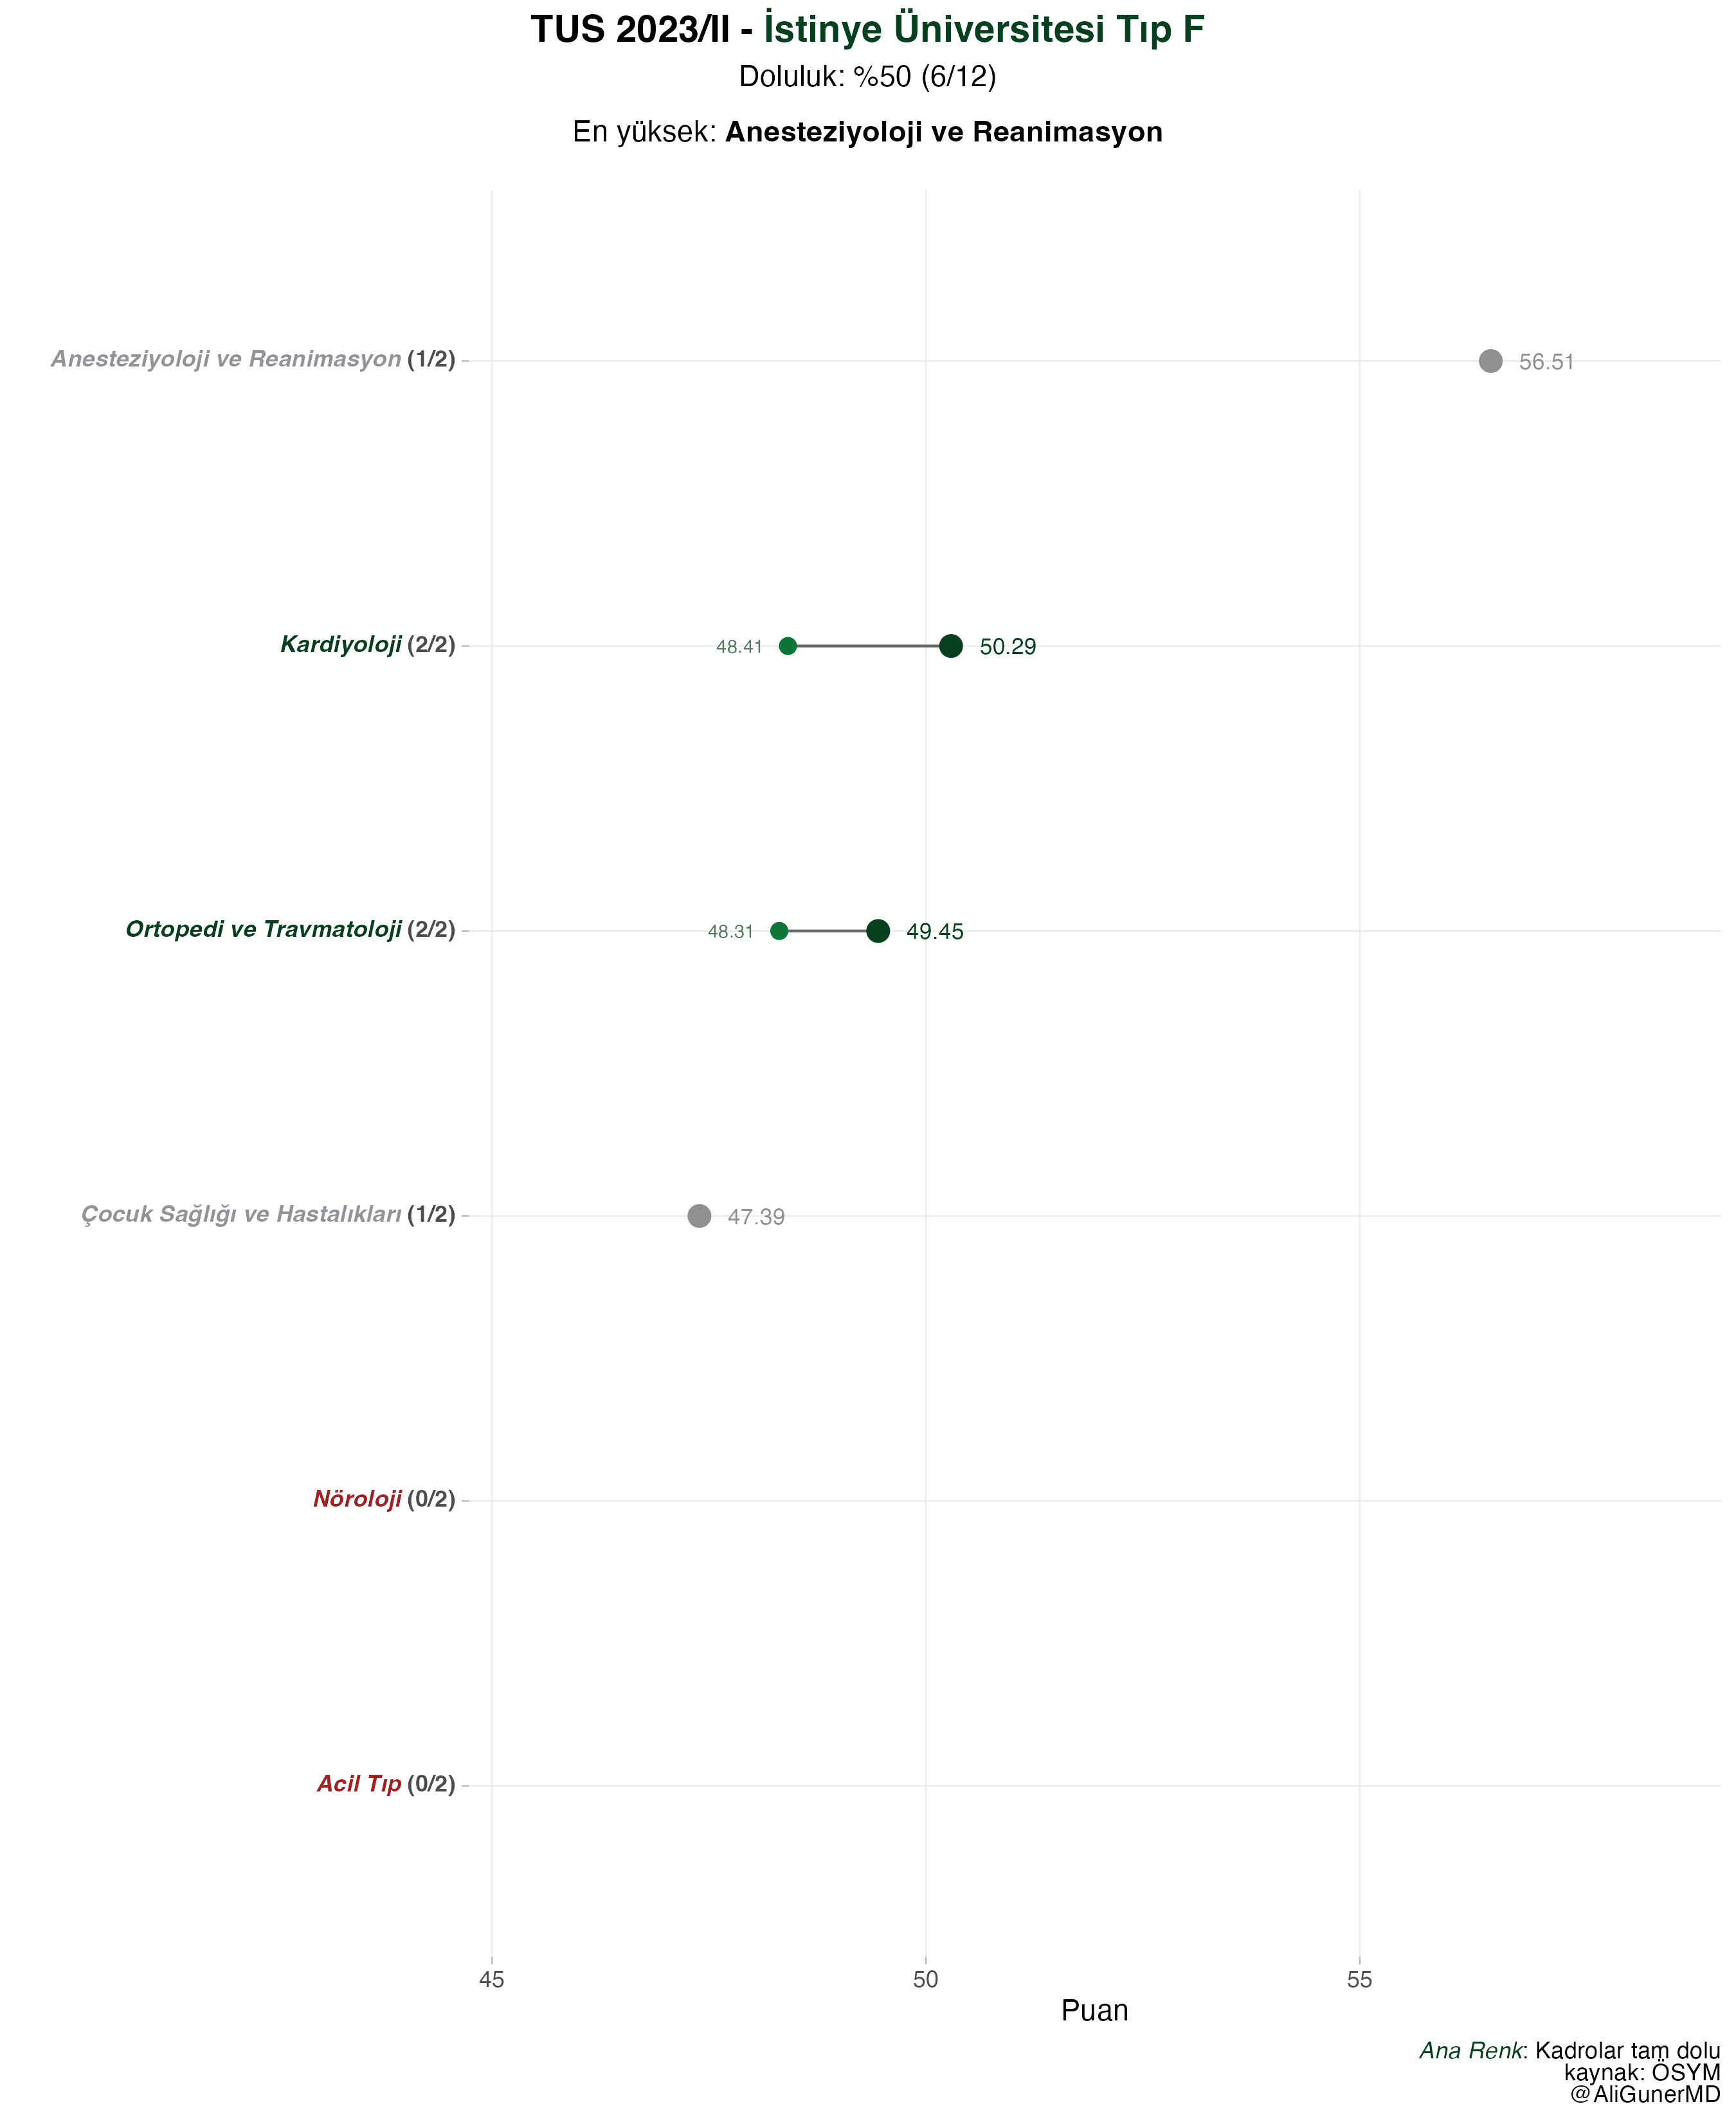 TUS 2023/II - İstinye Üniversitesi Tıp F
Doluluk: %50 (6/12)
En yüksek: Anesteziyoloji ve Reanimasyon
Anesteziyoloji ve Reanimasyon (1/2)
56.51
Kardiyoloji (2/2)
48.41
50.29
Ortopedi ve Travmatoloji (2/2)
48.31
49.45
Çocuk Sağlığı ve Hastalıkları (1/2)
47.39
Nöroloji (0/2)
Acil Tıp (0/2)
45
50
55
Puan
Ana Renk: Kadrolar tam dolu
kaynak: ÖSYM
@AliGunerMD